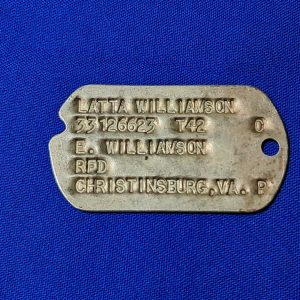 LATTA WILLIAMSON
33126623 T42 O
E. WILLIAMSON
RFD
CHRISTINSBURG, VA. P